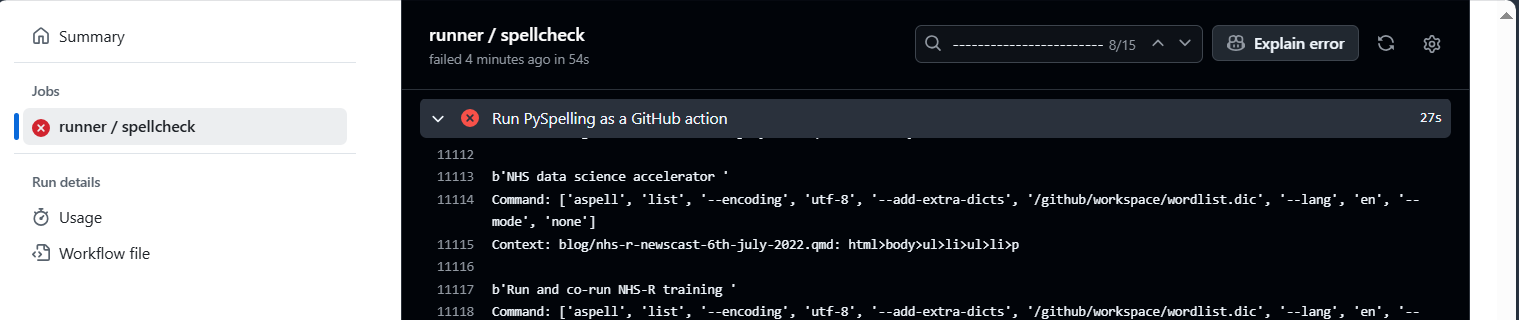 Summary
Jobs
runner / spellcheck
Run details
Usage
Workflow file
runner / spellcheck
failed 4 minutes ago in 54s
------------------------ 8/15
Explain error
Run PySpelling as a GitHub action
27s
11112
11113 b'NHS data science accelerator '
11114 Command: ['aspell', 'list', '--encoding', 'utf-8', '--add-extra-dicts', '/github/workspace/wordlist.dic', '--lang', 'en', '--
mode', 'none']
11115 Context: blog/nhs-r-newscast-6th-july-2022.qmd: html>body>ul>li>ul>li>p
11116
11117 b'Run and co-run NHS-R training '
11118 Command: ['aspell', 'list', '--encoding', 'utf-8', '--add-extra-dicts', '/github/workspace/wordlist.dic', '--lang', 'en', '--